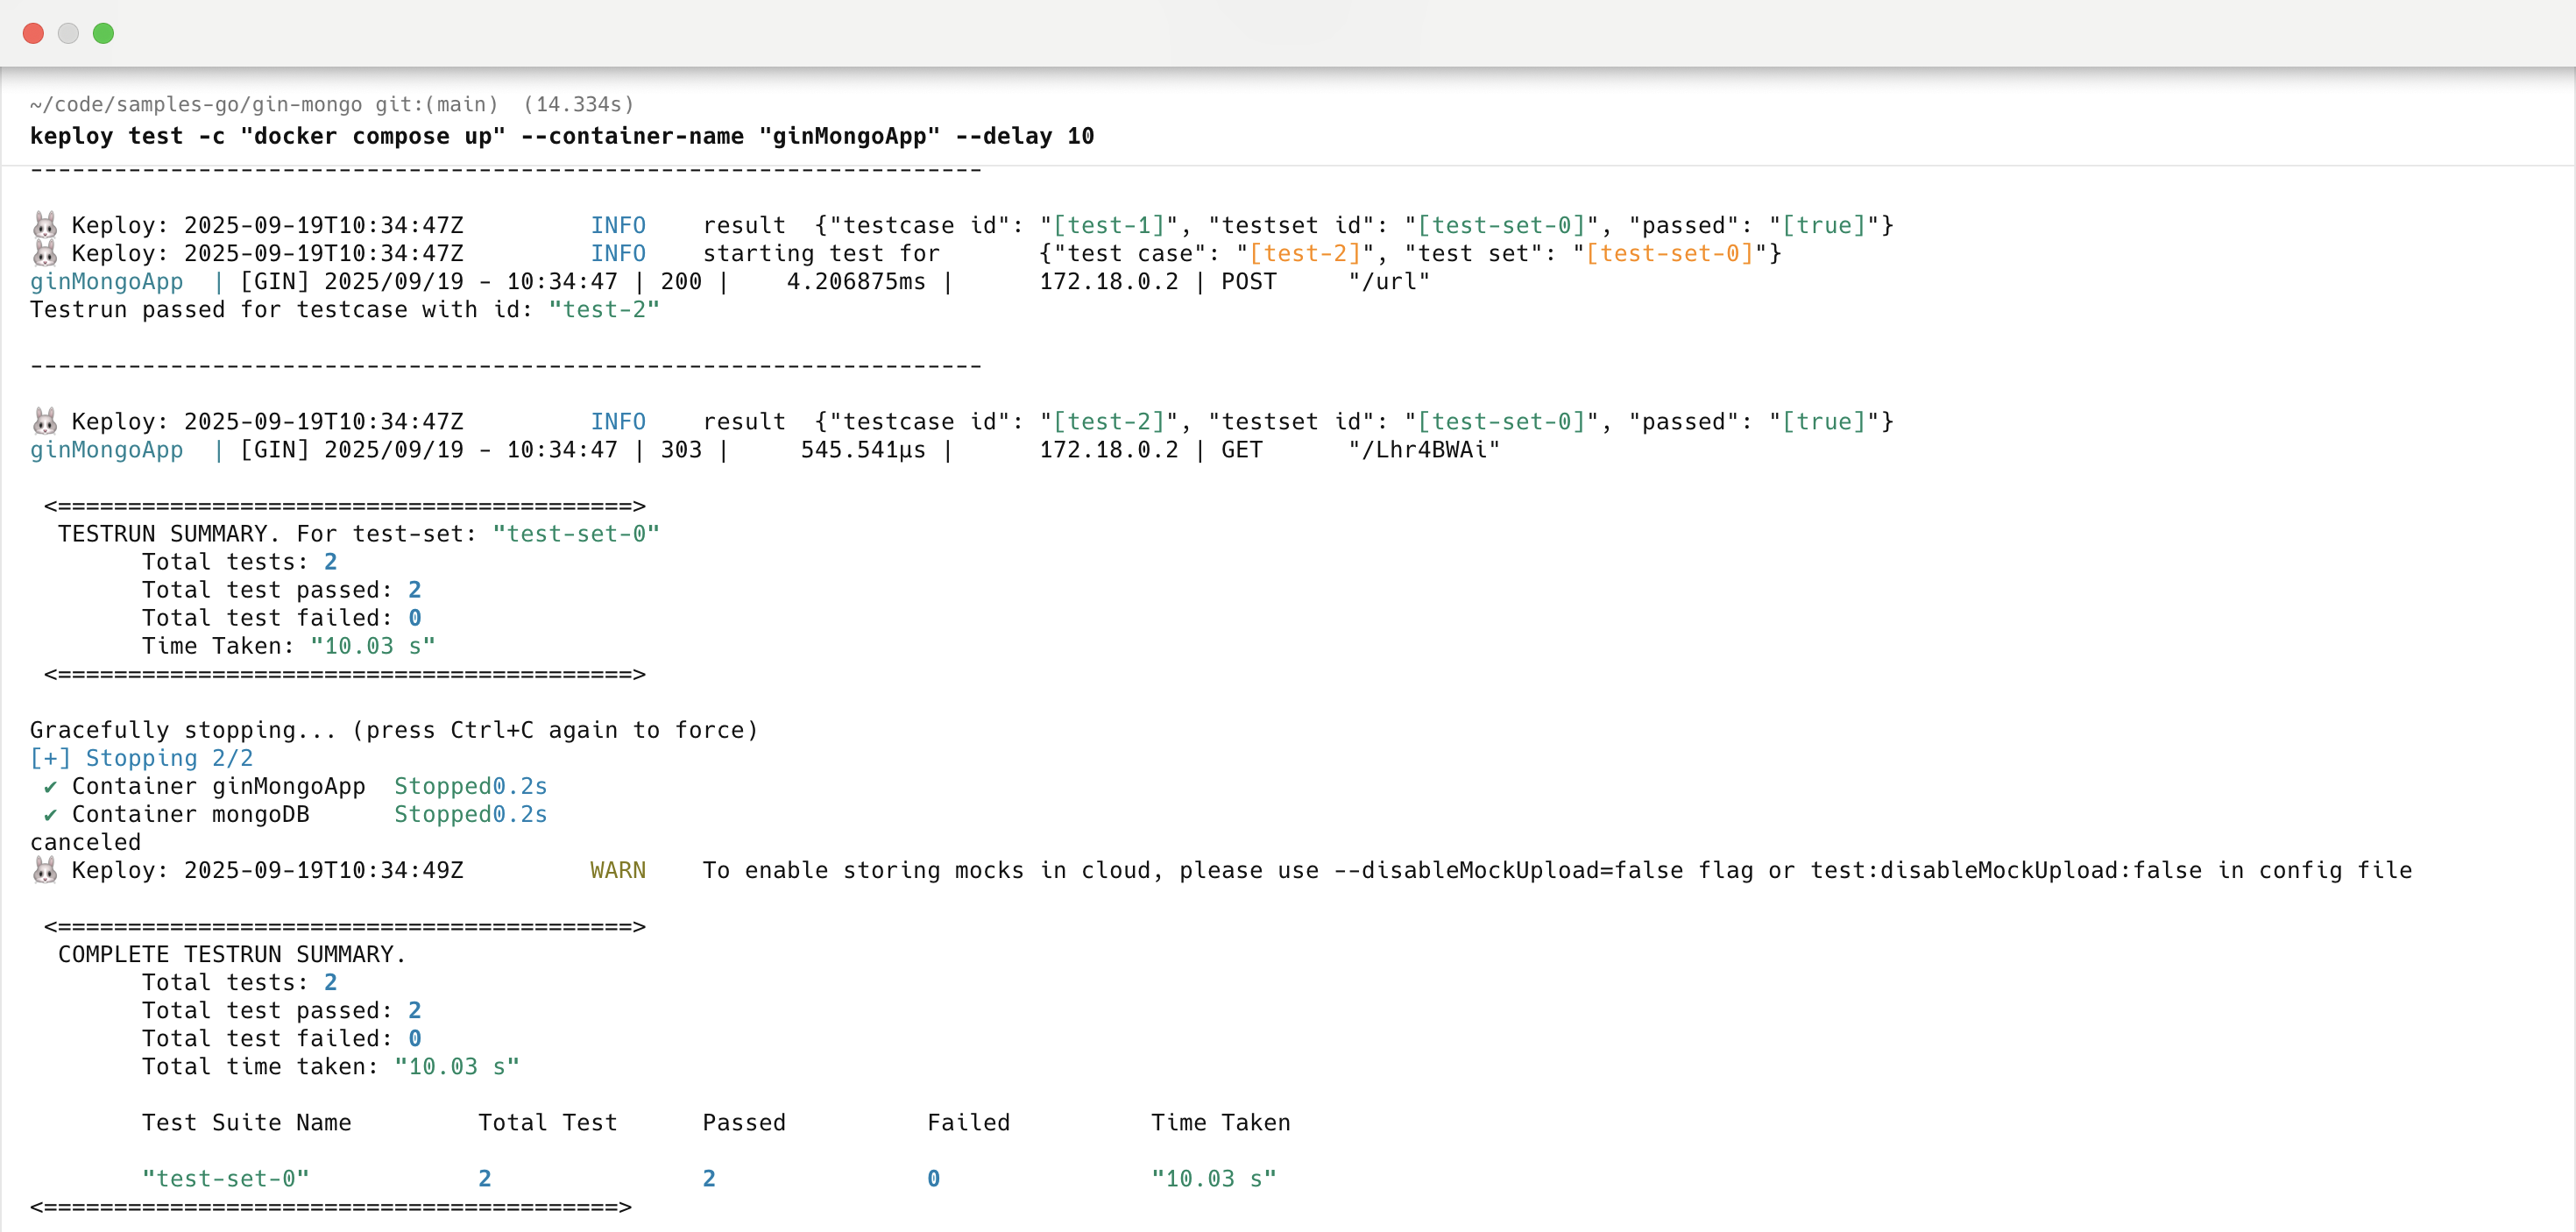 ~/code/samples-go/gin-mongo git:(main)  (14.334s)
keploy test -c "docker compose up" --container-name "ginMongoApp" --delay 10
--------------------------------------------------------------------
🐰 Keploy: 2025-09-19T10:34:47Z         INFO    result  {"testcase id": "[test-1]", "testset id": "[test-set-0]", "passed": "[true]"}
🐰 Keploy: 2025-09-19T10:34:47Z         INFO    starting test for       {"test case": "[test-2]", "test set": "[test-set-0]"}
ginMongoApp  | [GIN] 2025/09/19 - 10:34:47 | 200 |    4.206875ms |      172.18.0.2 | POST     "/url"
Testrun passed for testcase with id: "test-2"
--------------------------------------------------------------------
🐰 Keploy: 2025-09-19T10:34:47Z         INFO    result  {"testcase id": "[test-2]", "testset id": "[test-set-0]", "passed": "[true]"}
ginMongoApp  | [GIN] 2025/09/19 - 10:34:47 | 303 |     545.541µs |      172.18.0.2 | GET      "/Lhr4BWAi"
<=========================================>
TESTRUN SUMMARY. For test-set: "test-set-0"
Total tests: 2
Total test passed: 2
Total test failed: 0
Time Taken: "10.03 s"
<=========================================>
Gracefully stopping... (press Ctrl+C again to force)
[+] Stopping 2/2
✔ Container ginMongoApp  Stopped0.2s
✔ Container mongoDB      Stopped0.2s
canceled
🐰 Keploy: 2025-09-19T10:34:49Z         WARN    To enable storing mocks in cloud, please use --disableMockUpload=false flag or test:disableMockUpload:false in config file
<=========================================>
COMPLETE TESTRUN SUMMARY.
Total tests: 2
Total test passed: 2
Total test failed: 0
Total time taken: "10.03 s"
Test Suite Name         Total Test      Passed          Failed          Time Taken
"test-set-0"            2               2               0               "10.03 s"
<=========================================>